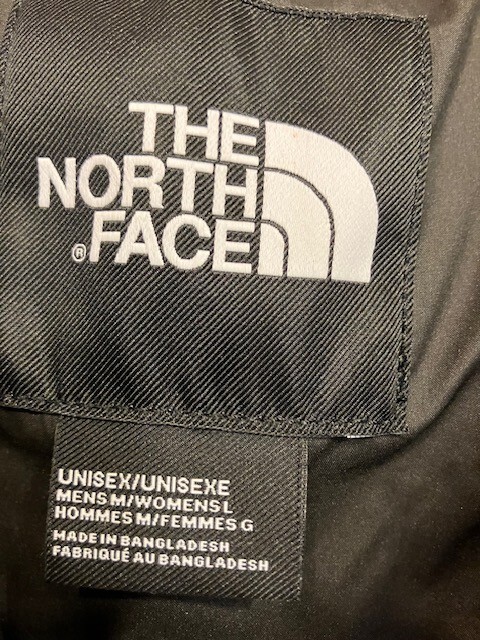 THE
NORTH
FACE
®
UNISEX/UNISEXE
MENS M/WOMENS L
HOMMES M/FEMMES G
MADE IN BANGLADESH
FABRIQUÉ AU BANGLADESH